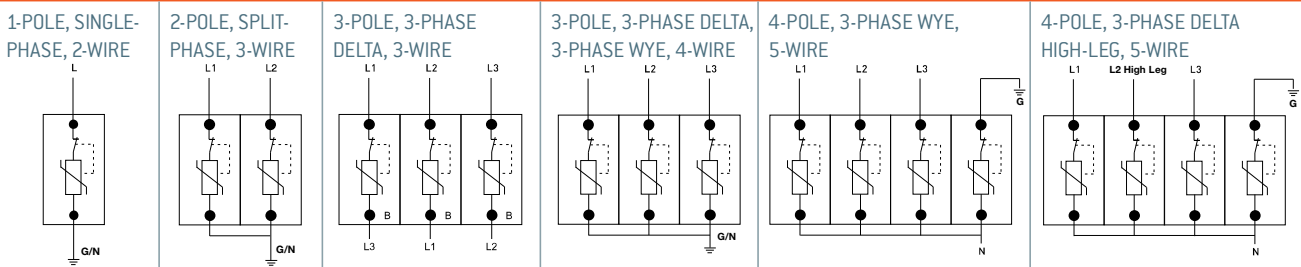 1-POLE, SINGLE-
PHASE, 2-WIRE
L
G/N
2-POLE, SPLIT-
PHASE, 3-WIRE
L1 L2
G/N
3-POLE, 3-PHASE
DELTA, 3-WIRE
L1 L2 L3
B B B
L3 L1 L2
3-POLE, 3-PHASE DELTA,
3-PHASE WYE, 4-WIRE
L1 L2 L3
G/N
4-POLE, 3-PHASE WYE,
5-WIRE
L1 L2 L3
G
N
4-POLE, 3-PHASE DELTA
HIGH-LEG, 5-WIRE
L1 L2 High Leg L3
G
N